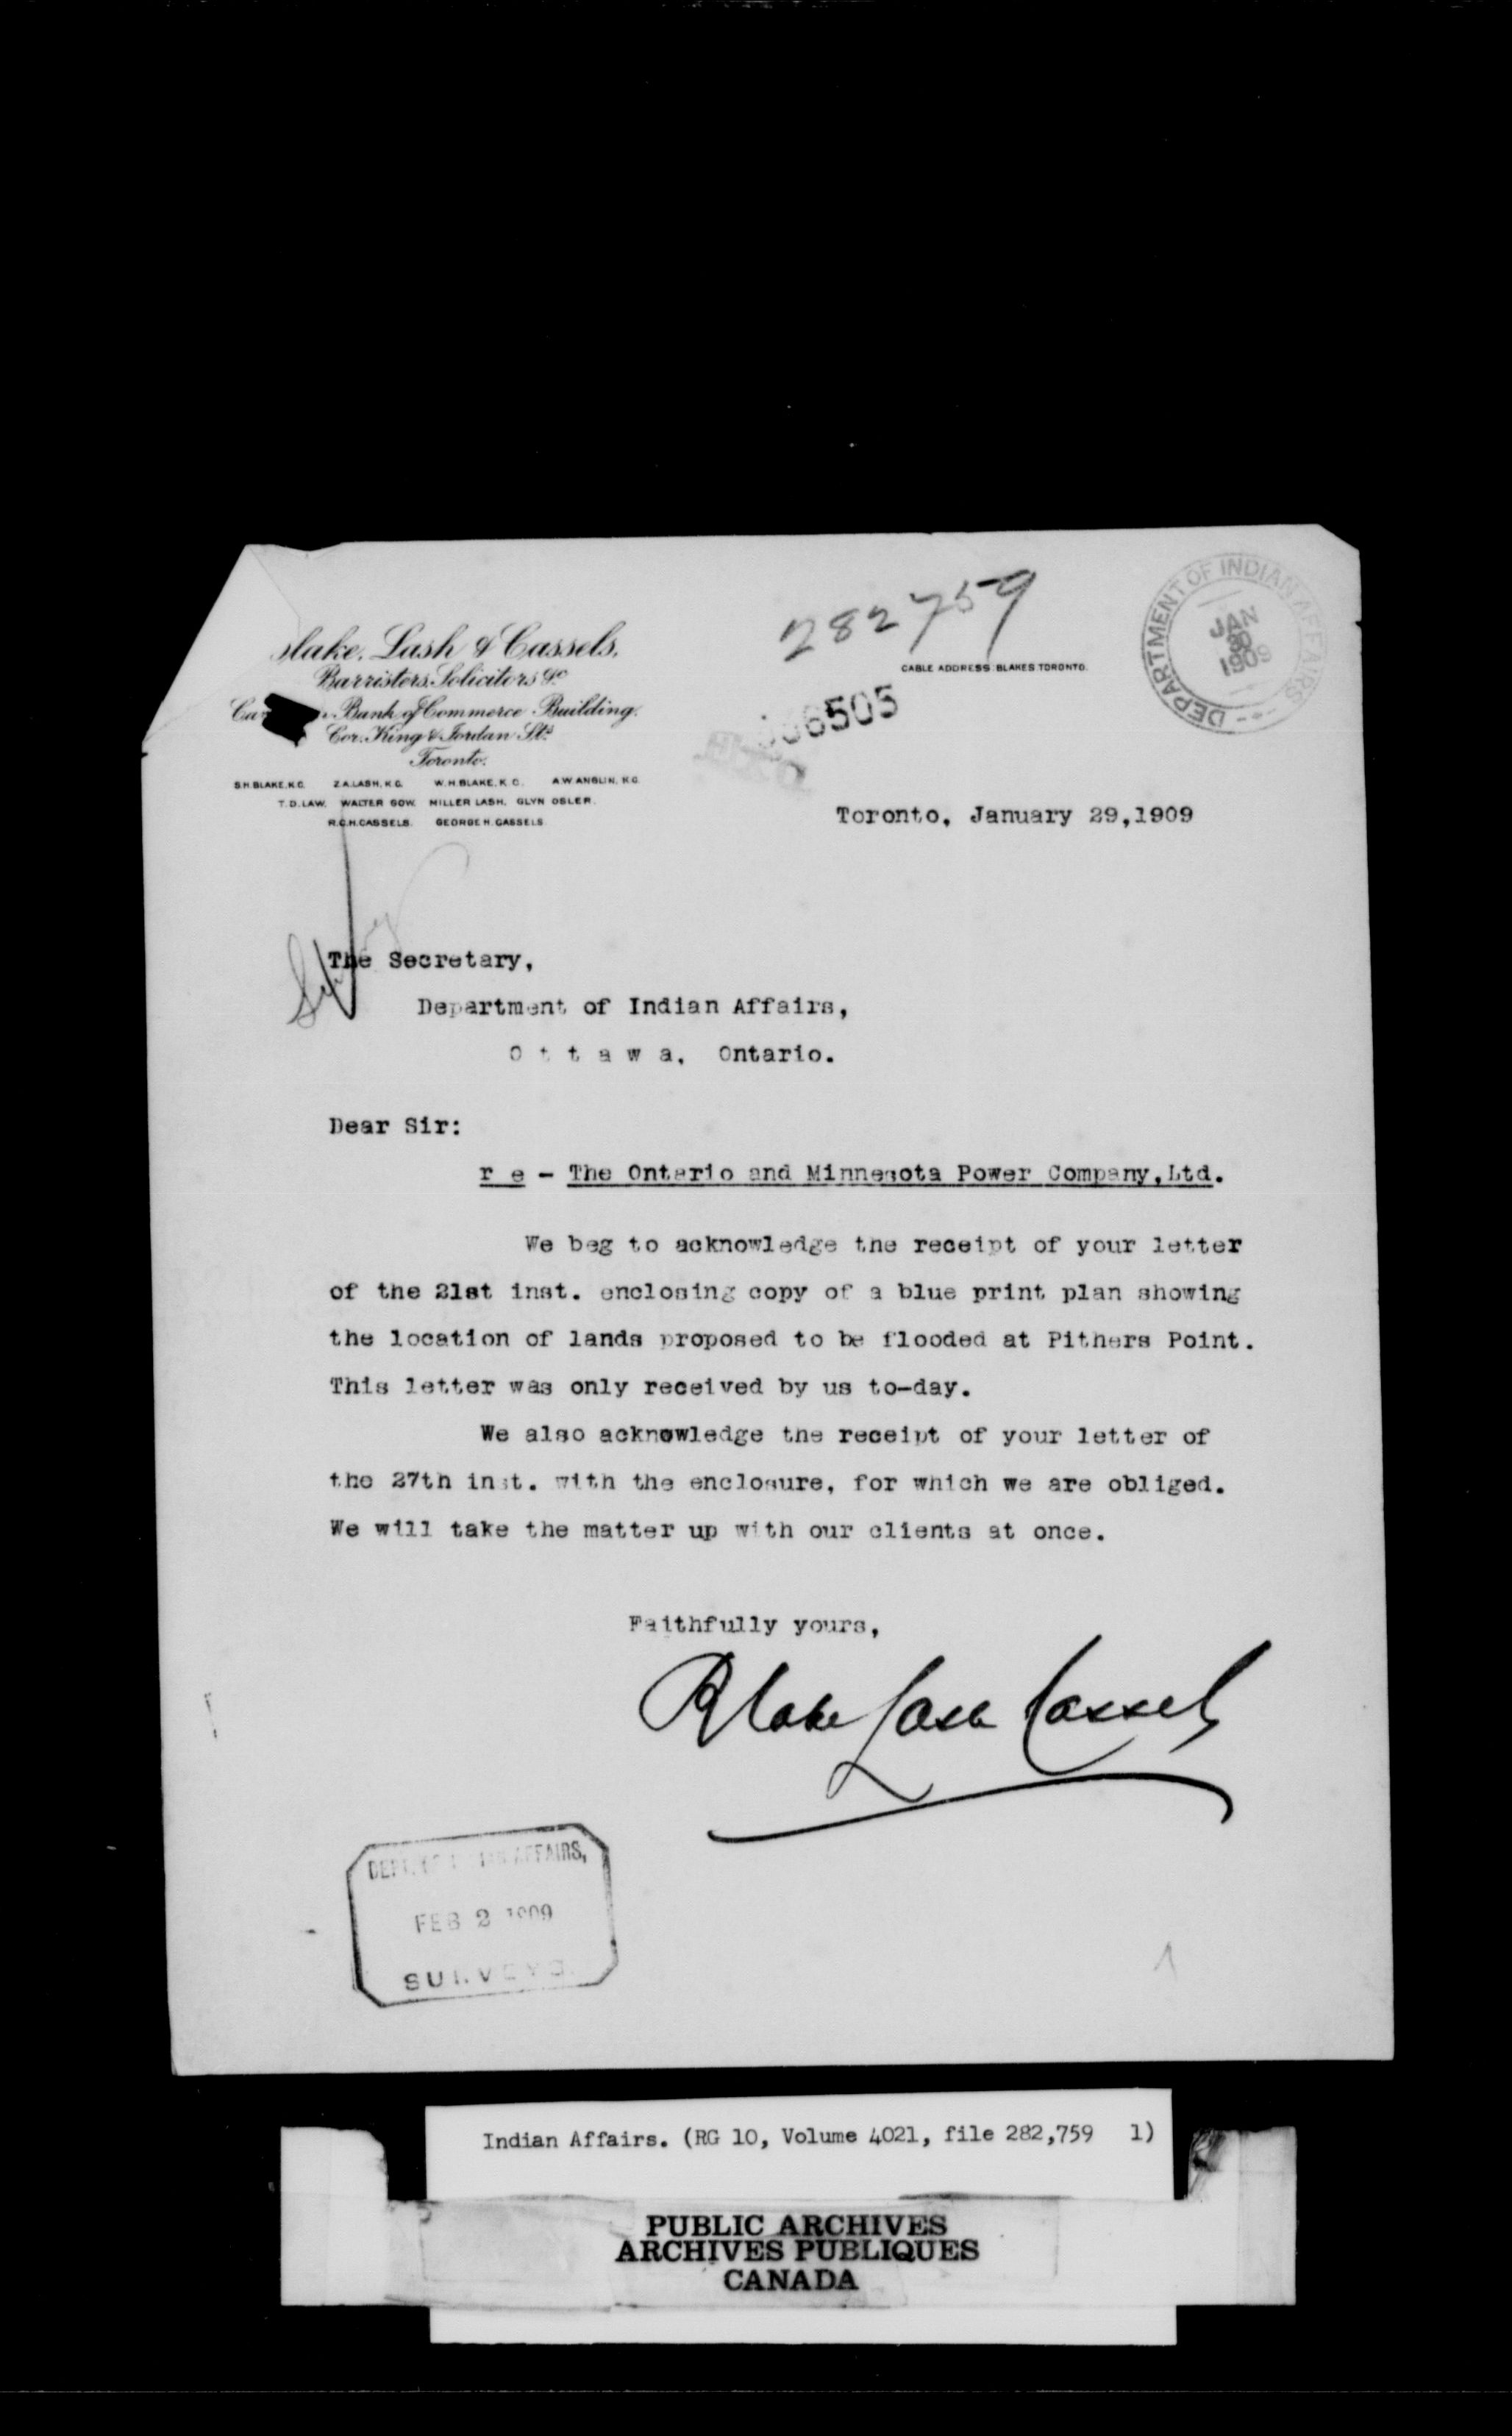 282759
DEPARTMENT OF INDIAN AFFAIRS
JAN
30
1909
lake, Lash & Cassels,
Barristers, Solicitors &c
CABLE ADDRESS: BLAKES TORONTO.
Bank of Commerce Building,
6505
Cor. King & Jordan Sts.
Toronto.
S.H. BLAKE, K.C. Z.A. LASH, K.C. W.H. BLAKE, K.C. A.W. ANGLIN, K.C.
T.D. LAW. WALTER GOW. MILLER LASH. GLYN OSLER.
R.C.H. CASSELS. GEORGE H. CASSELS
Toronto, January 29,1909
The Secretary,
Department of Indian Affairs,
O t t a w a, Ontario.
Dear Sir:
r e - The Ontario and Minnesota Power Company,Ltd.
We beg to acknowledge the receipt of your letter
of the 21st inst. enclosing copy of a blue print plan showing
the location of lands proposed to be flooded at Pithers Point.
This letter was only received by us to-day.
We also acknowledge the receipt of your letter of
the 27th inst. with the enclosure, for which we are obliged.
We will take the matter up with our clients at once.
Faithfully yours,
Blake Lash Cassels
DEPT. OF INDIAN AFFAIRS,
FEB 2 1909
SURVEYS.
Indian Affairs. (RG 10, Volume 4021, file 282,759 1)
PUBLIC ARCHIVES
ARCHIVES PUBLIQUES
CANADA